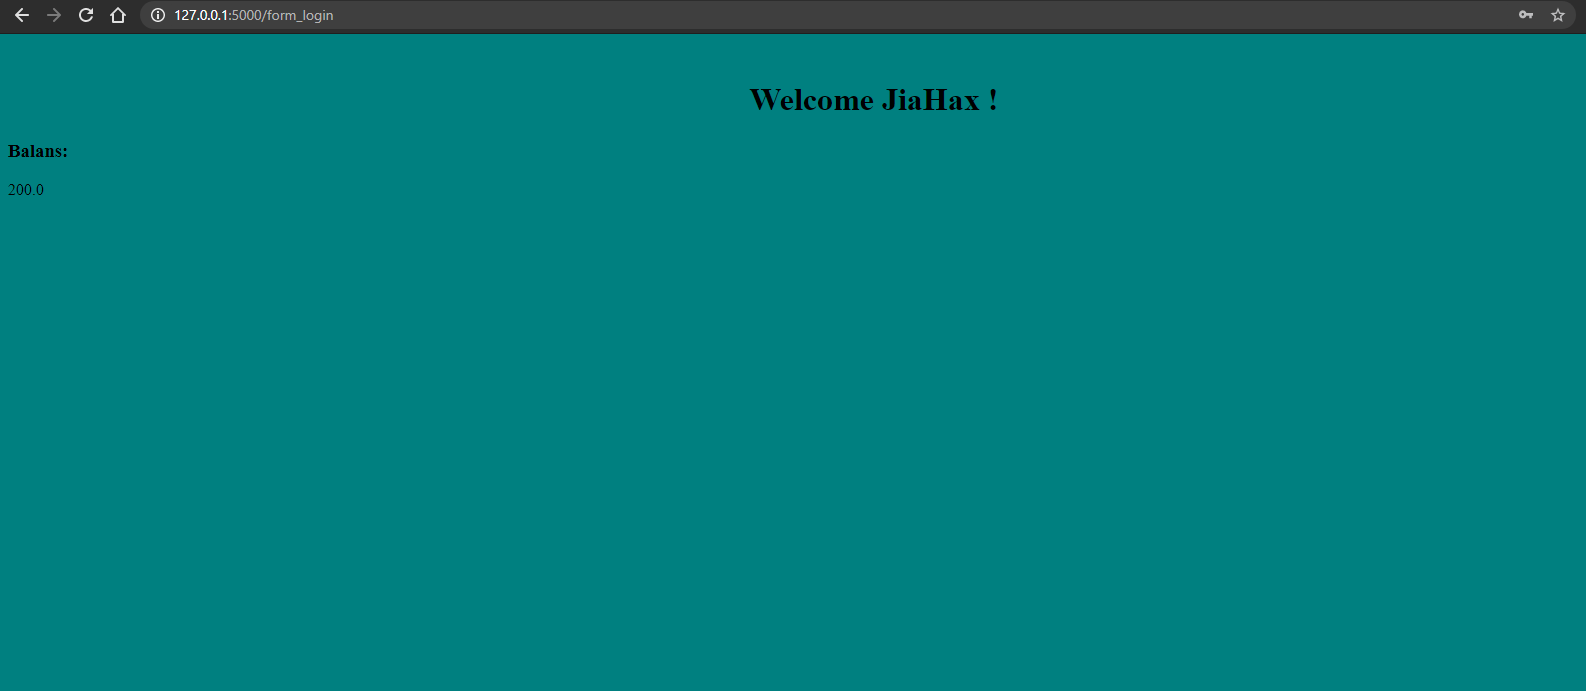 127.0.0.1:5000/form_login
Welcome JiaHax !
Balans:
200.0